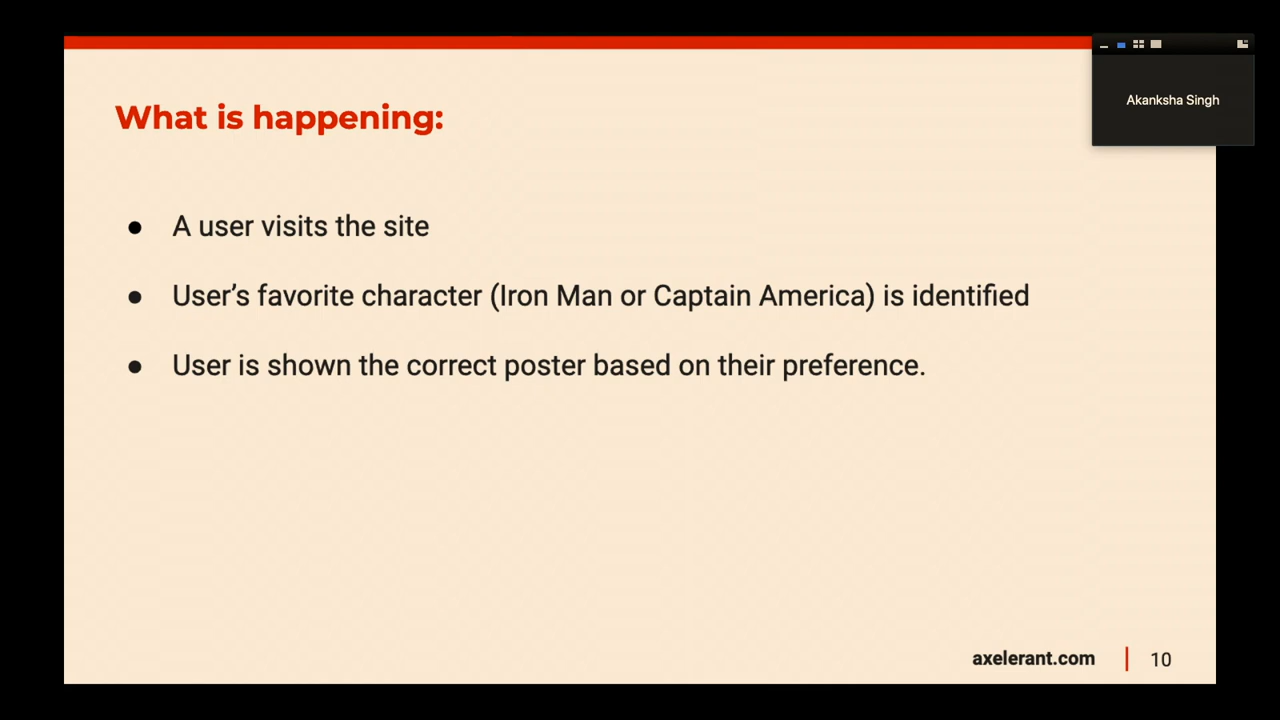 What is happening:
Akanksha Singh
● A user visits the site
● User’s favorite character (Iron Man or Captain America) is identified
● User is shown the correct poster based on their preference.
axelerant.com | 10